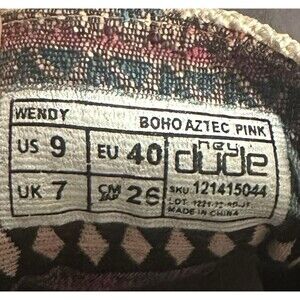 WENDY BOHO AZTEC PINK
US 9 EU 40 hey dude
UK 7 CM 26 SKU: 121415044
MADE IN CHINA